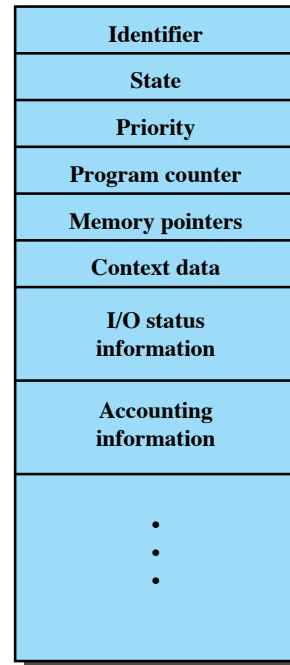 Identifier
State
Priority
Program counter
Memory pointers
Context data
I/O status
information
Accounting
information
•
•
•